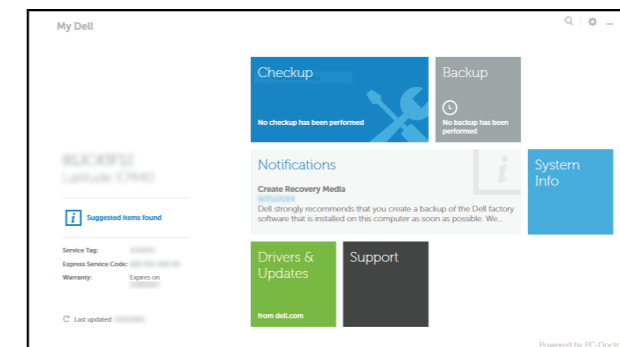 My Dell
Suggested items found
Service Tag:
Express Service Code:
Warranty: Expires on
Last updated:
Checkup
No checkup has been performed
Backup
No backup has been
performed
Notifications
Create Recovery Media
Dell strongly recommends that you create a backup of the Dell factory
software that is installed on this computer as soon as possible. We...
System
Info
Drivers &
Updates
from dell.com
Support
Powered by PC-Docto